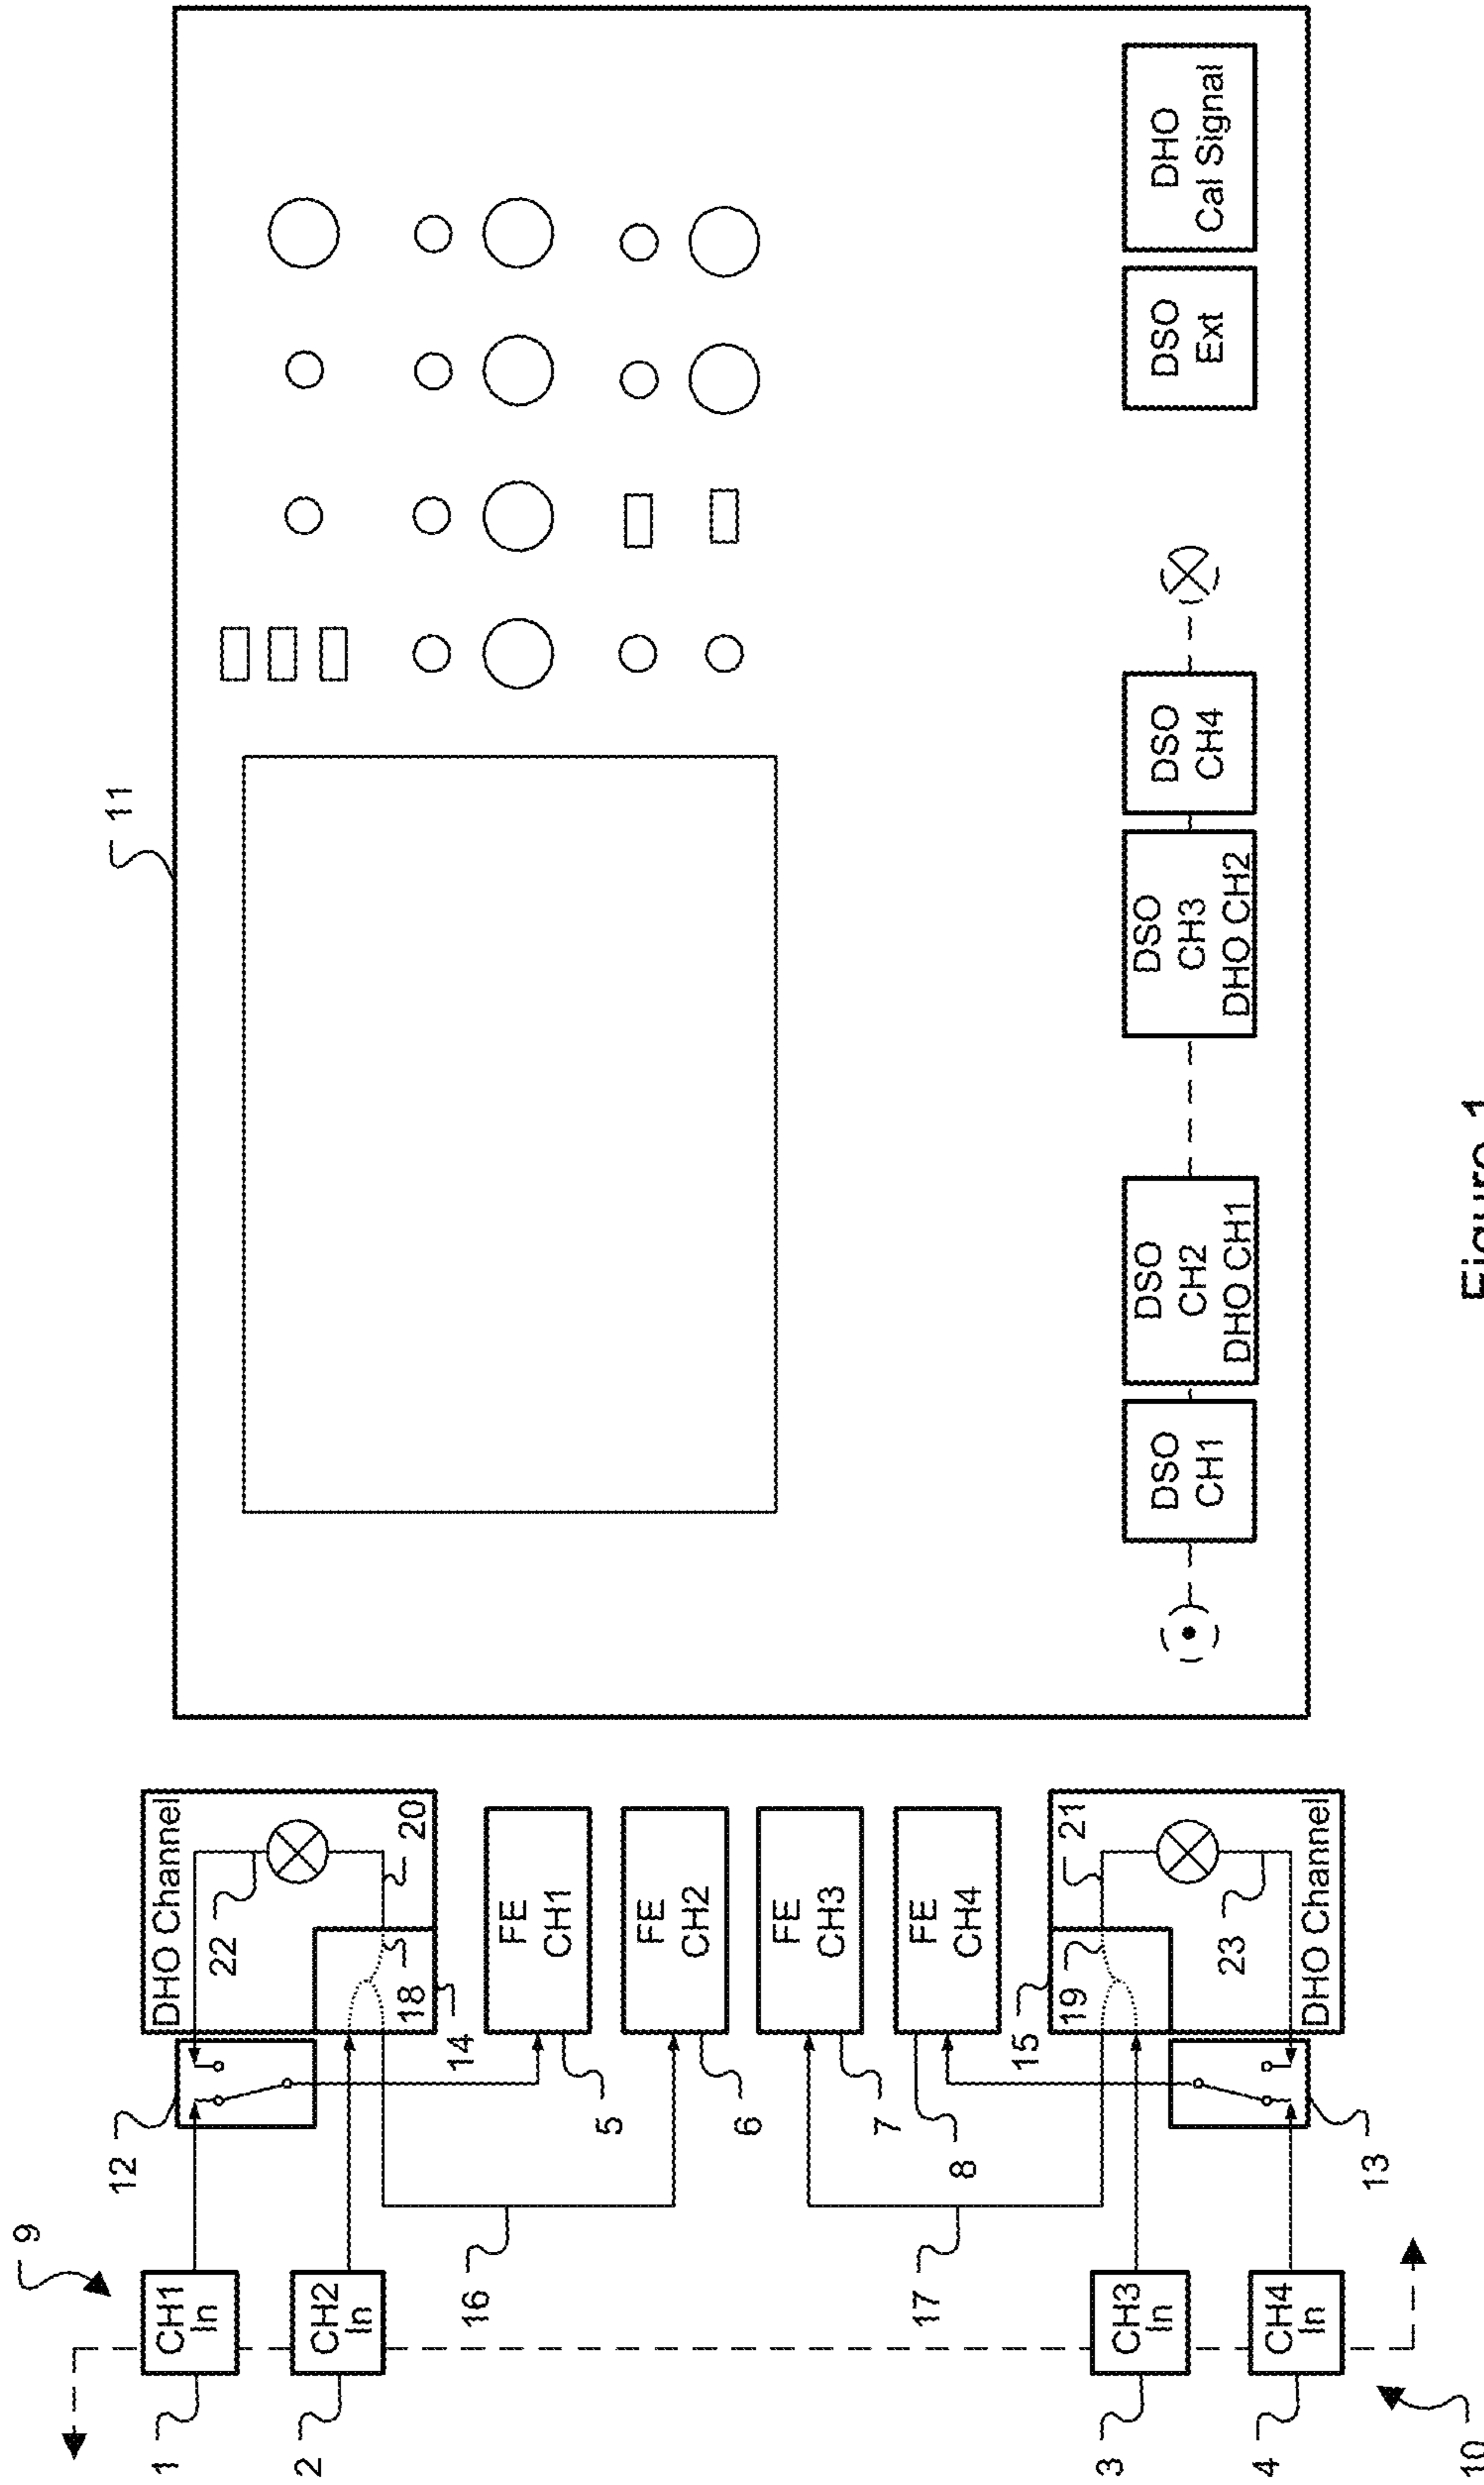 11
DSO
CH1
DSO
CH2
DHO CH1
DSO
CH3
DHO CH2
DSO
CH4
DSO
Ext
DHO
Cal Signal
9
1
CH1
In
12
DHO Channel
22
20
18
14
2
CH2
In
16
FE
CH1
5
FE
CH2
6
FE
CH3
7
FE
CH4
8
17
15
19
21
3
CH3
In
23
DHO Channel
4
CH4
In
13
10
Figure 1